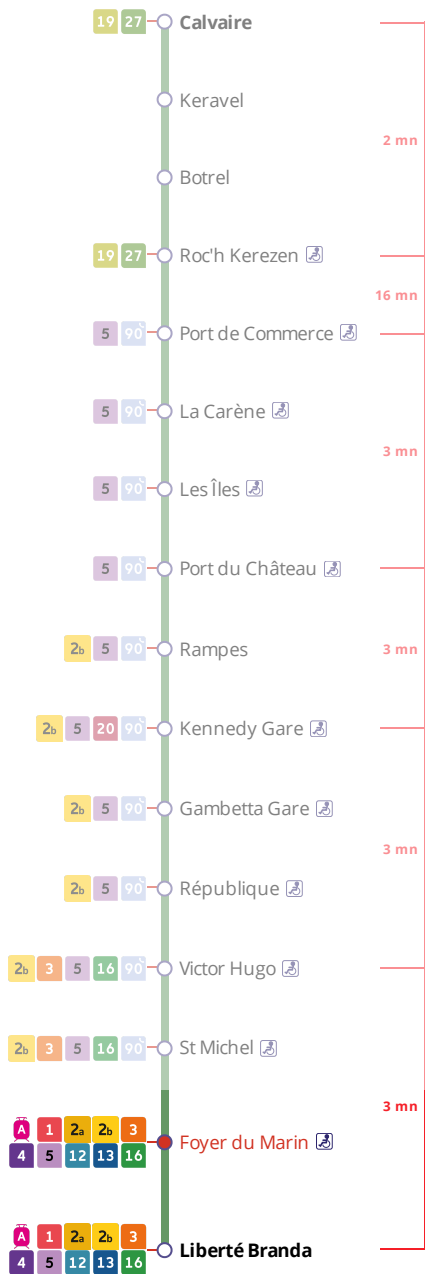 19 27 Calvaire
Keravel
2 mn
Botrel
19 27 Roc'h Kerezen
16 mn
5 90 Port de Commerce
5 90 La Carène
3 mn
5 90 Les Îles
5 90 Port du Château
2b 5 90 Rampes 3 mn
2b 5 20 90 Kennedy Gare
2b 5 90 Gambetta Gare
3 mn
2b 5 90 République
2b 3 5 16 90 Victor Hugo
2b 3 5 16 90 St Michel
3 mn
A 1 2a 2b 3
4 5 12 13 16
Foyer du Marin
A 1 2a 2b 3
4 5 12 13 16
Liberté Branda